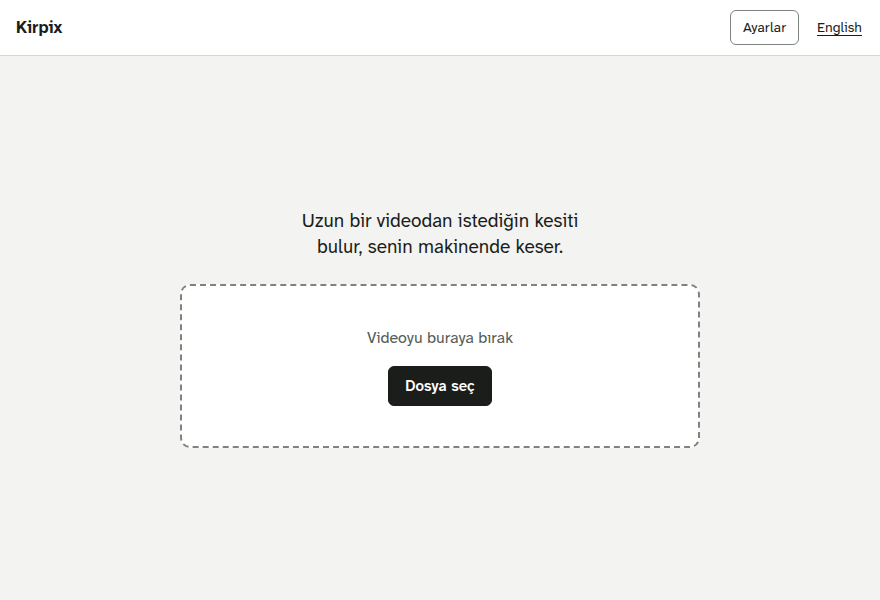 Kirpix
Ayarlar
English
Uzun bir videodan istediğin kesiti
bulur, senin makinende keser.
Videoyu buraya bırak
Dosya seç